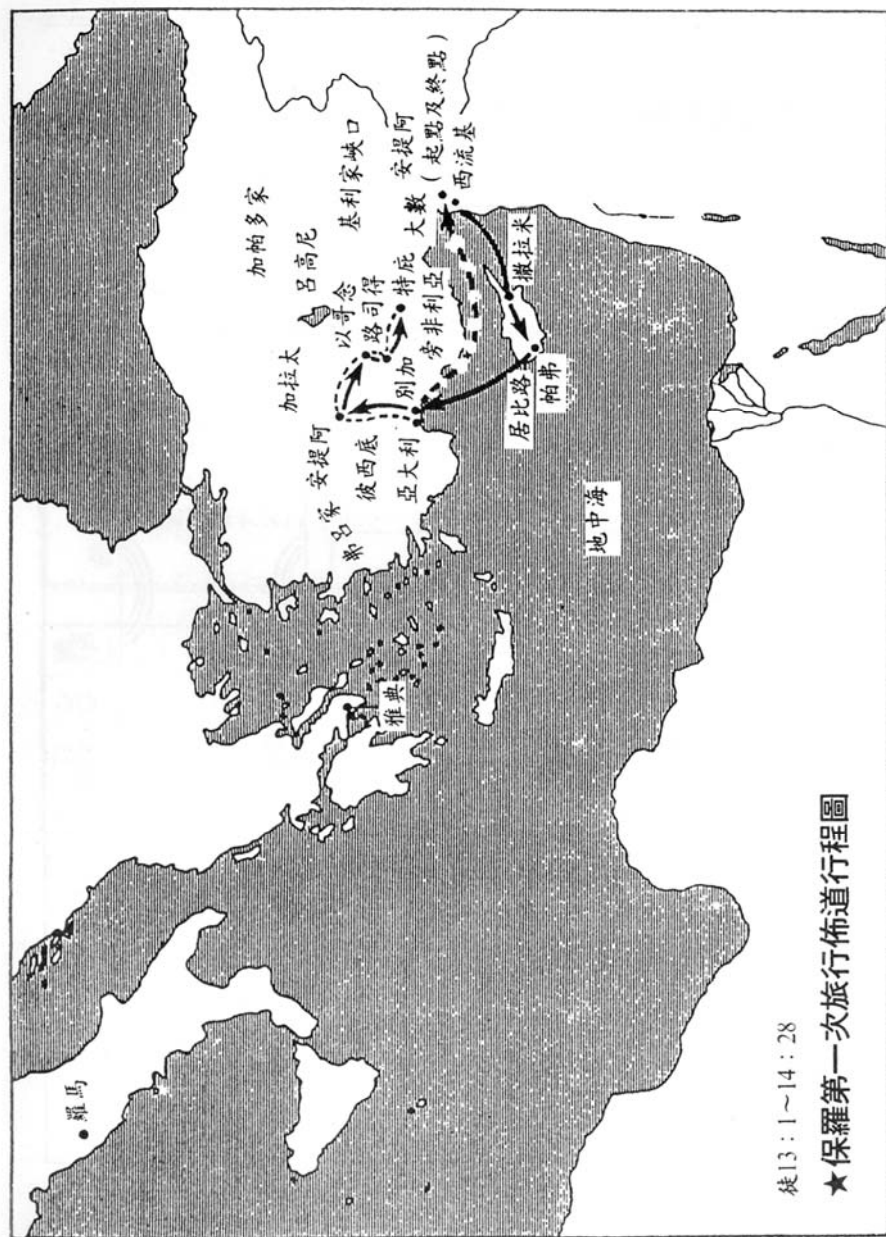 羅馬
雅典
加帕多家
呂高尼
基利家峽口
加拉太
以哥念
路司得
特庇
大數
安提阿
（起點及終點）
西流基
安提阿
彼西底
別加
旁非利亞
亞大利
弗呂家
撒拉米
居比路
帕弗
地中海
徒13：1～14：28
★保羅第一次旅行佈道行程圖